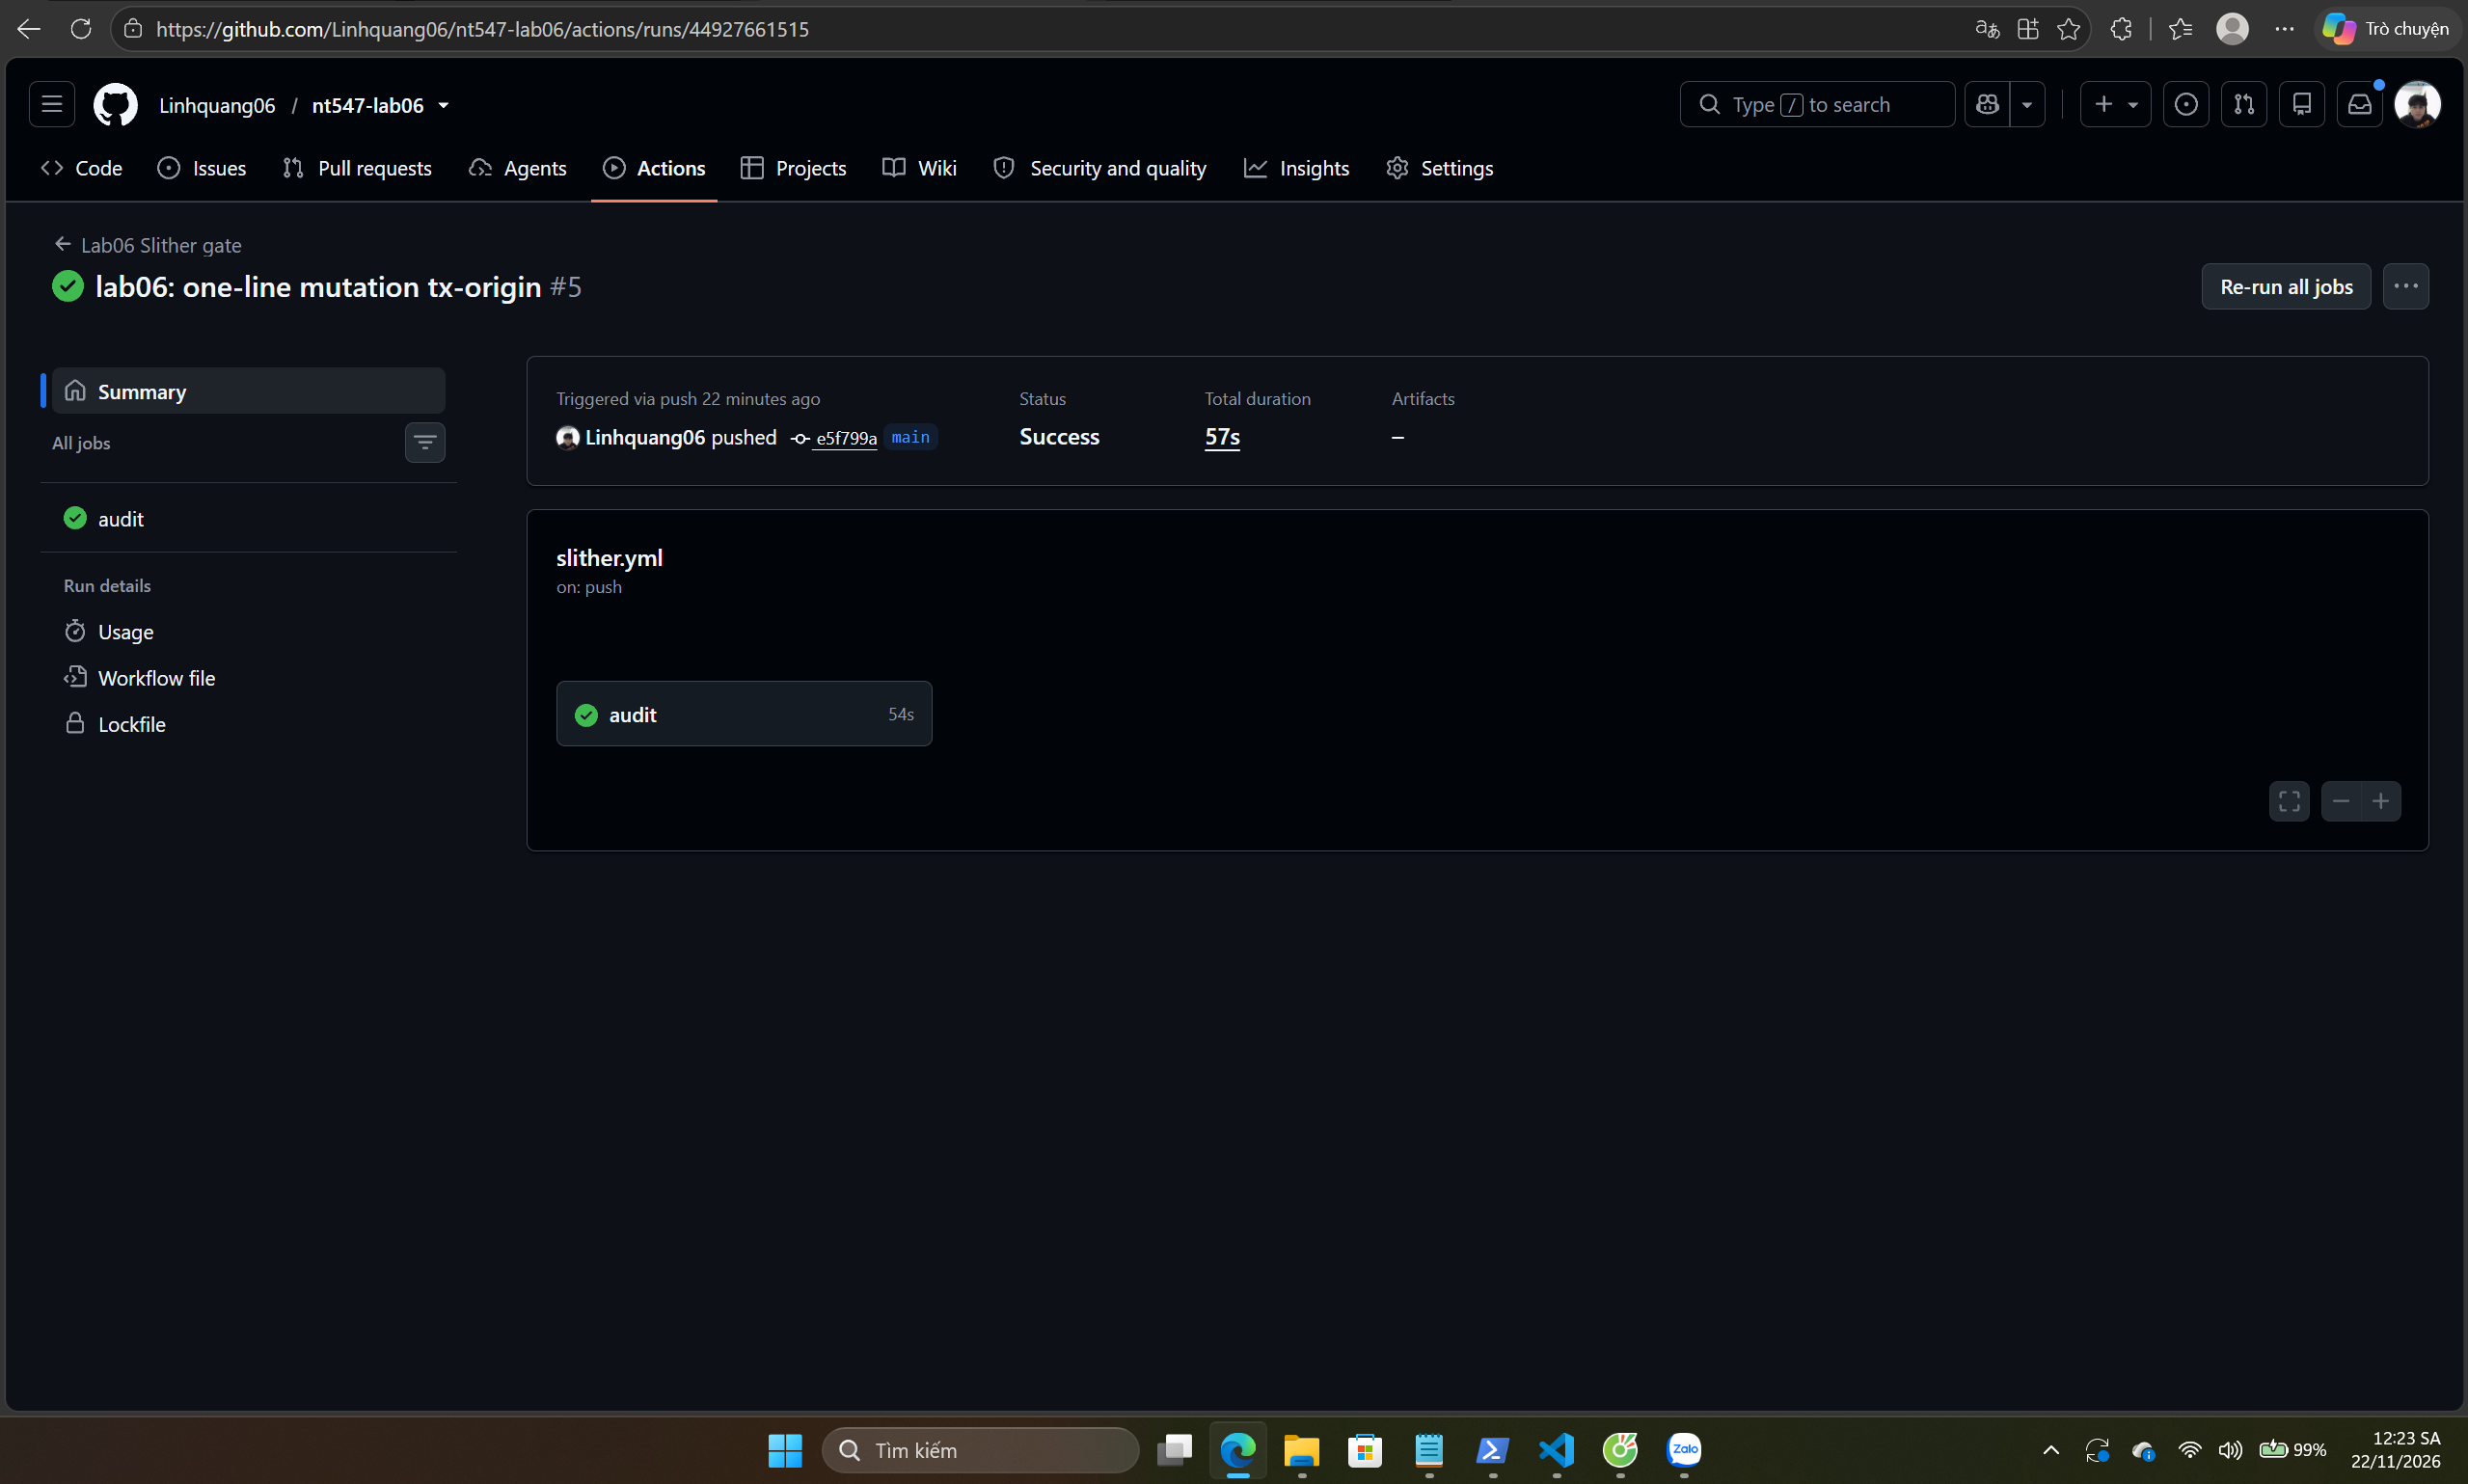 https://github.com/Linhquang06/nt547-lab06/actions/runs/44927661515
Trò chuyện
Linhquang06 / nt547-lab06
Type / to search
Code Issues Pull requests Agents Actions Projects Wiki Security and quality Insights Settings
Lab06 Slither gate
lab06: one-line mutation tx-origin #5
Re-run all jobs
Summary
All jobs
audit
Run details
Usage
Workflow file
Lockfile
Triggered via push 22 minutes ago
Linhquang06 pushed e5f799a main
Status
Success
Total duration
57s
Artifacts
–
slither.yml
on: push
audit 54s
Tìm kiếm
Zalo
99%
12:23 SA
22/11/2026